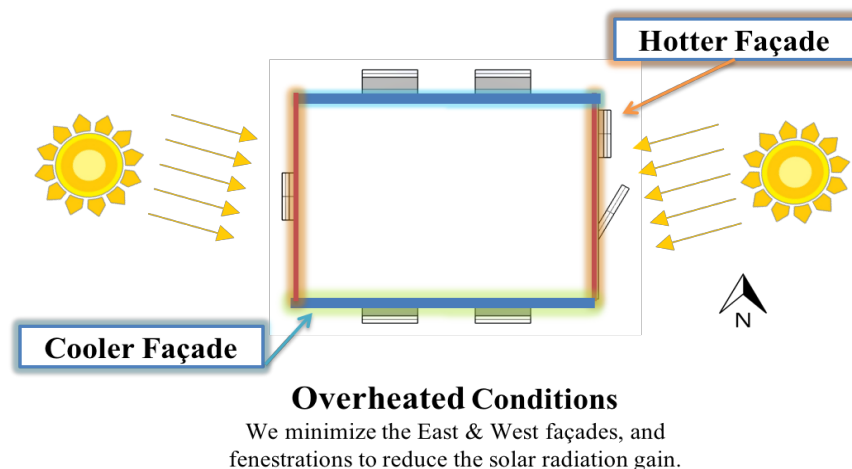 Hotter Façade
N
Cooler Façade
Overheated Conditions
We minimize the East & West façades, and
fenestrations to reduce the solar radiation gain.